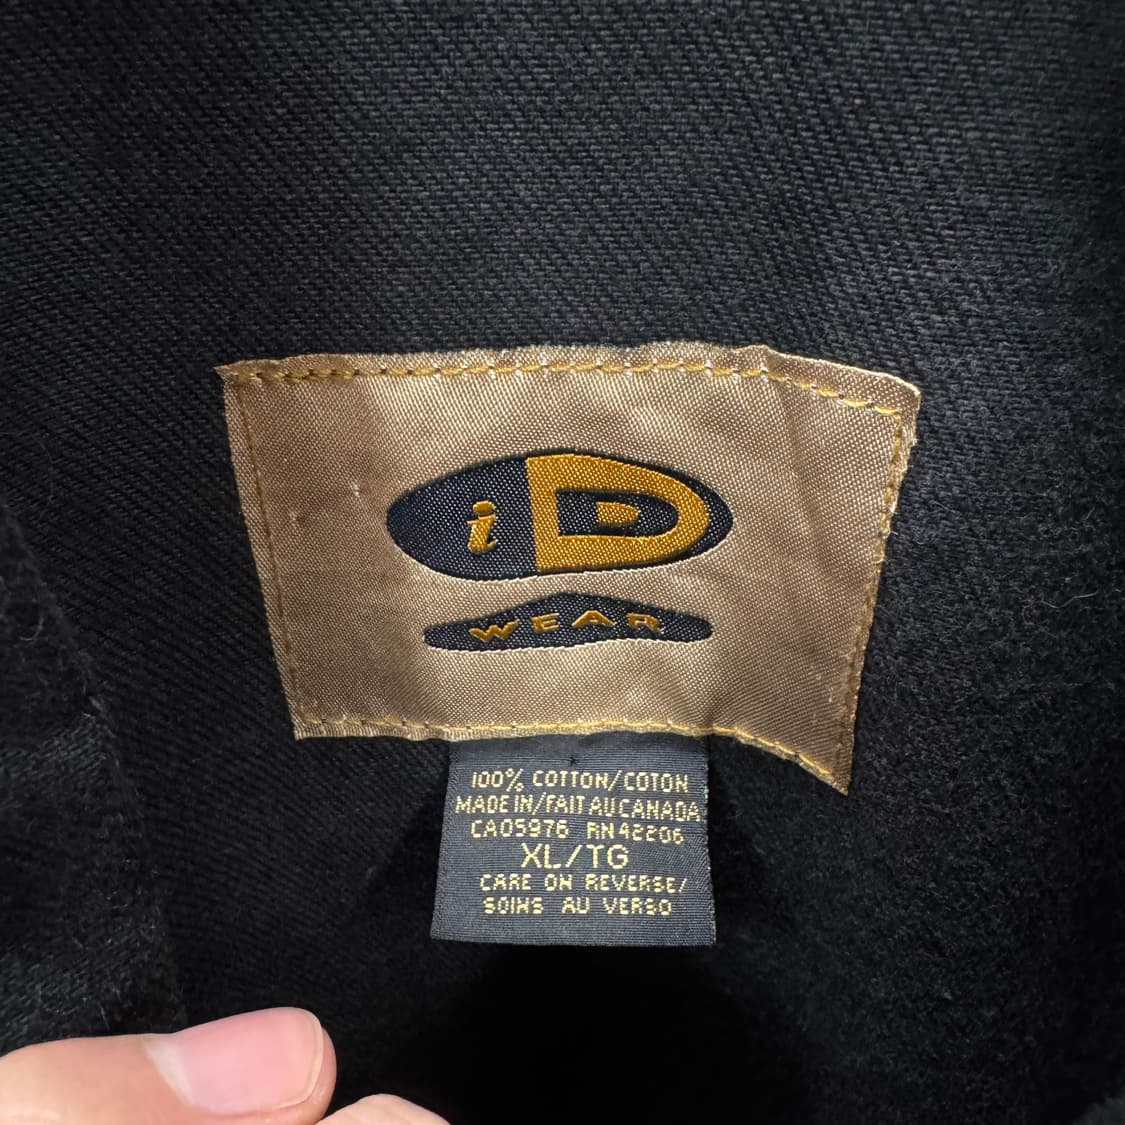 iD
WEAR
100% COTTON/COTON
MADE IN/FAIT AU CANADA
CA05976 RN42206
XL/TG
CARE ON REVERSE/
SOINS AU VERSO